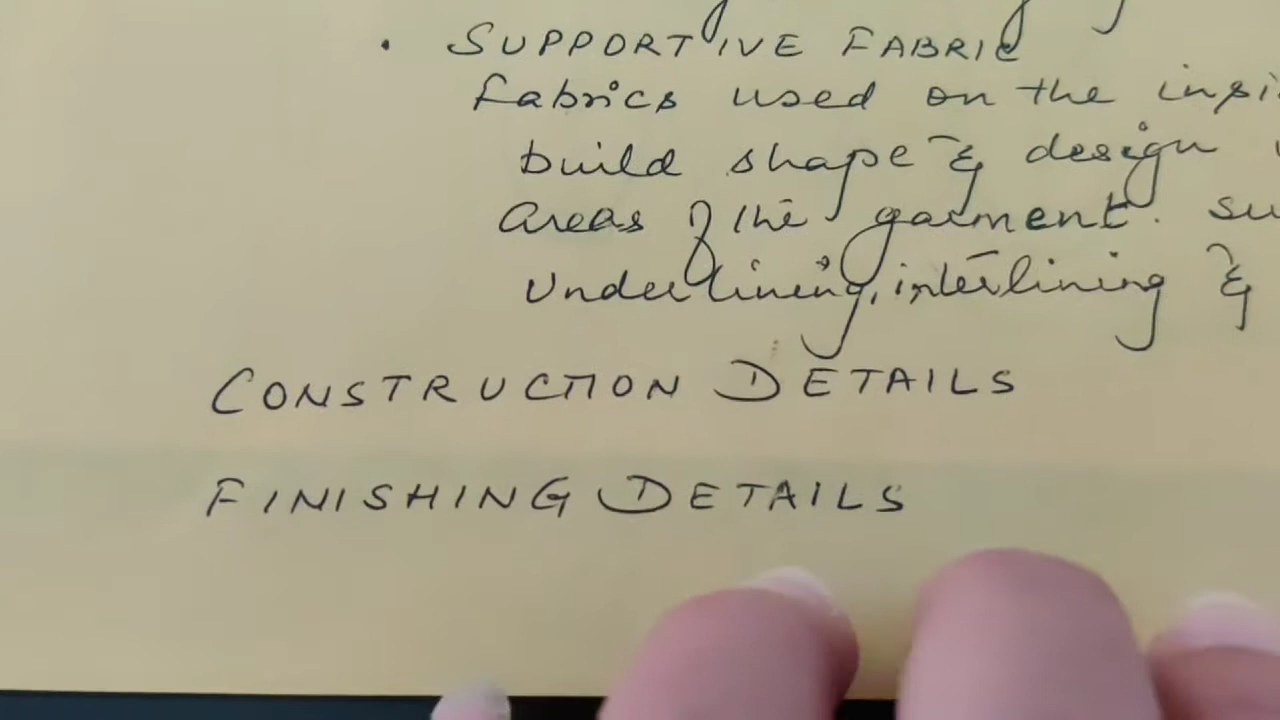 • SUPPORTIVE FABRIC
Fabrics used on the
build shape & design
areas of the garment.
Underlining, interlining &
CONSTRUCTION DETAILS
FINISHING DETAILS